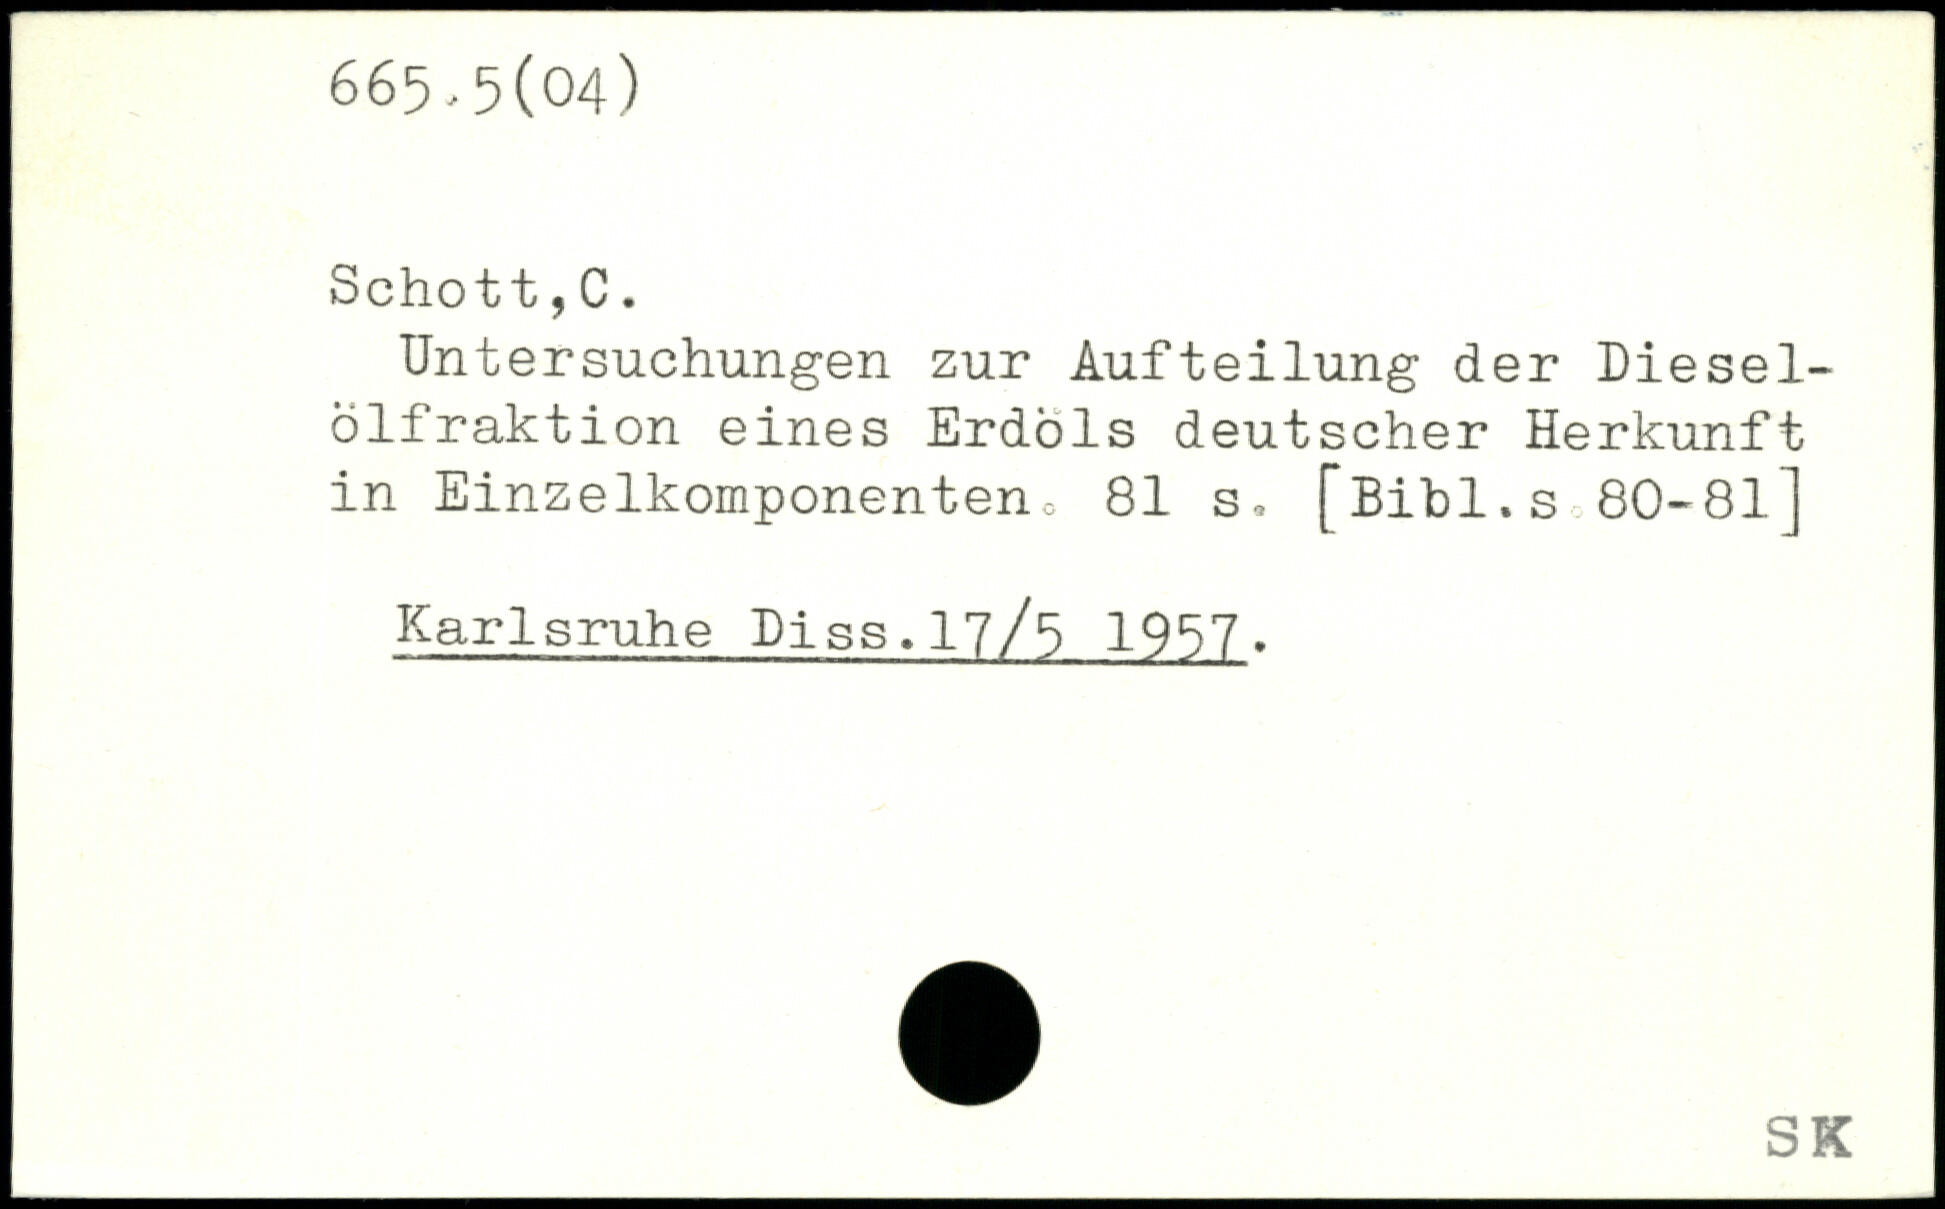 665.5(04)
Schott,C.
Untersuchungen zur Aufteilung der Diesel-
ölfraktion eines Erdöls deutscher Herkunft
in Einzelkomponenten. 81 s. [Bibl.s.80-81]
Karlsruhe Diss.17/5 1957.
SK